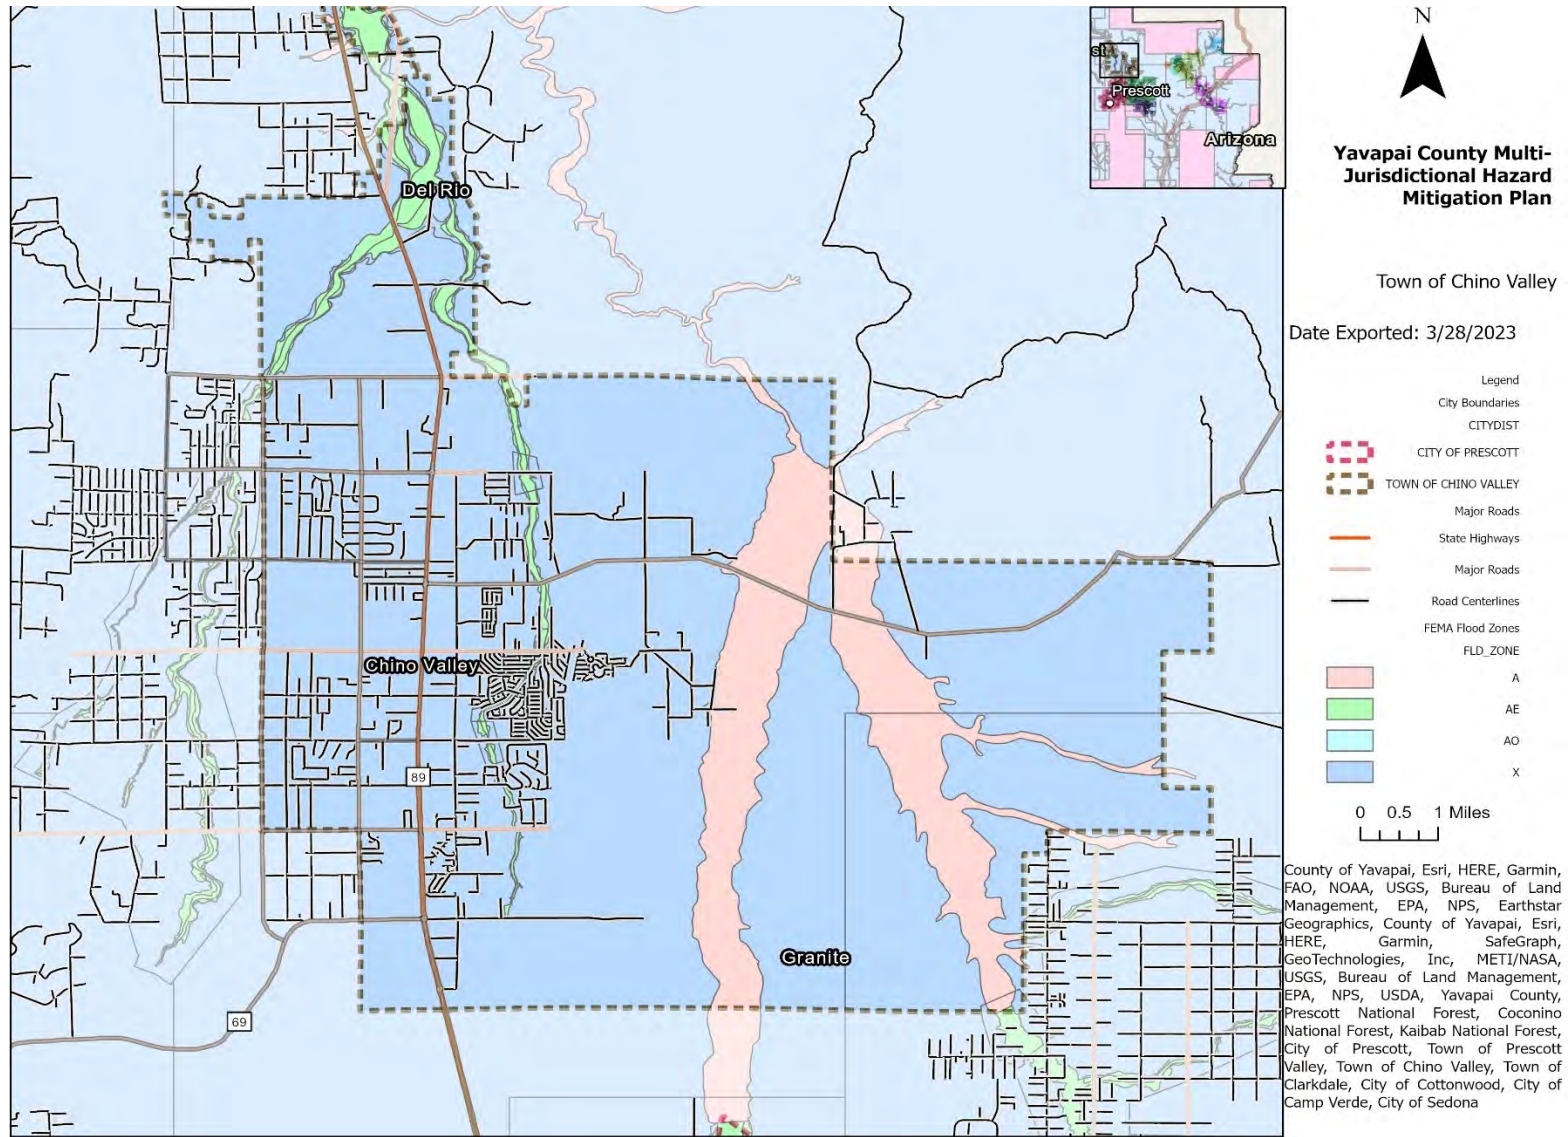 st
Prescott
Arizona
N
Yavapai County Multi-
Jurisdictional Hazard
Mitigation Plan
Town of Chino Valley
Date Exported: 3/28/2023
Legend
City Boundaries
CITYDIST
CITY OF PRESCOTT
TOWN OF CHINO VALLEY
Major Roads
State Highways
Major Roads
Road Centerlines
FEMA Flood Zones
FLD_ZONE
A
AE
AO
X
0 0.5 1 Miles
County of Yavapai, Esri, HERE, Garmin,
FAO, NOAA, USGS, Bureau of Land
Management, EPA, NPS, Earthstar
Geographics, County of Yavapai, Esri,
HERE, Garmin, SafeGraph,
GeoTechnologies, Inc, METI/NASA,
USGS, Bureau of Land Management,
EPA, NPS, USDA, Yavapai County,
Prescott National Forest, Coconino
National Forest, Kaibab National Forest,
City of Prescott, Town of Prescott
Valley, Town of Chino Valley, Town of
Clarkdale, City of Cottonwood, City of
Camp Verde, City of Sedona
Del Rio
Chino Valley
89
Granite
69